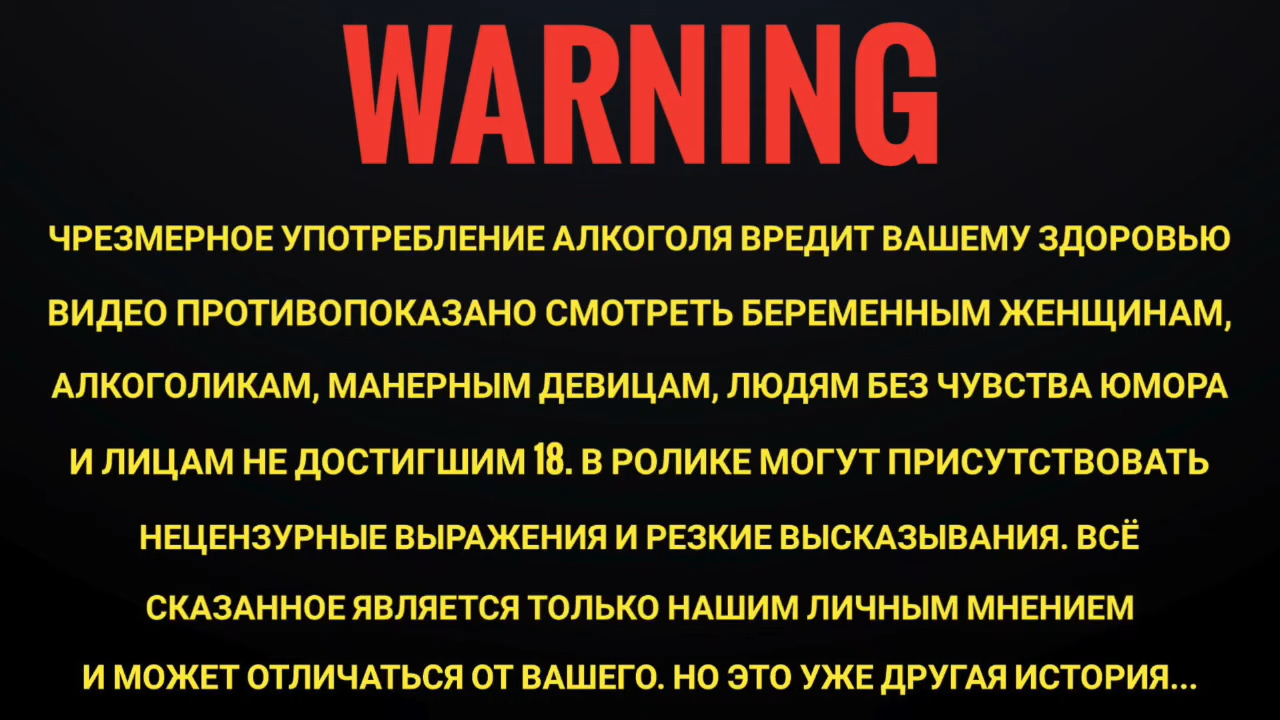 WARNING
ЧРЕЗМЕРНОЕ УПОТРЕБЛЕНИЕ АЛКОГОЛЯ ВРЕДИТ ВАШЕМУ ЗДОРОВЬЮ
ВИДЕО ПРОТИВОПОКАЗАНО СМОТРЕТЬ БЕРЕМЕННЫМ ЖЕНЩИНАМ,
АЛКОГОЛИКАМ, МАНЕРНЫМ ДЕВИЦАМ, ЛЮДЯМ БЕЗ ЧУВСТВА ЮМОРА
И ЛИЦАМ НЕ ДОСТИГШИМ 18. В РОЛИКЕ МОГУТ ПРИСУТСТВОВАТЬ
НЕЦЕНЗУРНЫЕ ВЫРАЖЕНИЯ И РЕЗКИЕ ВЫСКАЗЫВАНИЯ. ВСЁ
СКАЗАННОЕ ЯВЛЯЕТСЯ ТОЛЬКО НАШИМ ЛИЧНЫМ МНЕНИЕМ
И МОЖЕТ ОТЛИЧАТЬСЯ ОТ ВАШЕГО. НО ЭТО УЖЕ ДРУГАЯ ИСТОРИЯ...